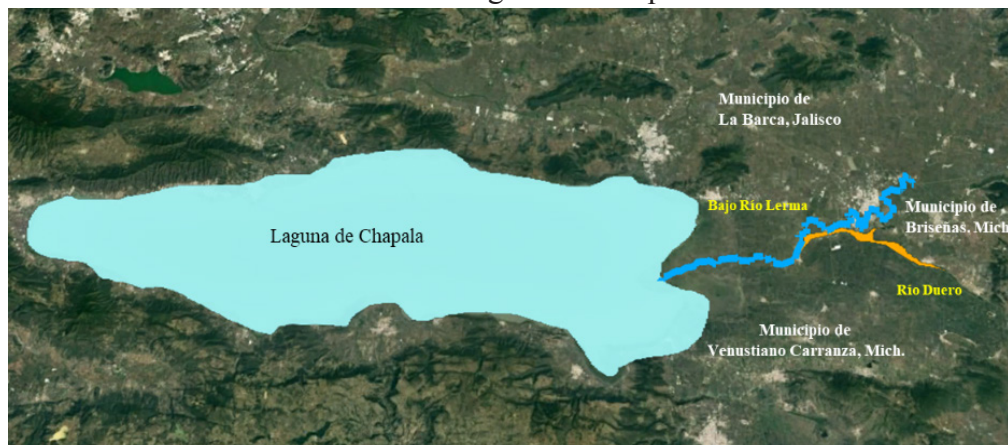 Municipio de
La Barca, Jalisco
Bajo Río Lerma
Municipio de
Briseñas, Mich
Laguna de Chapala
Río Duero
Municipio de
Venustiano Carranza, Mich.